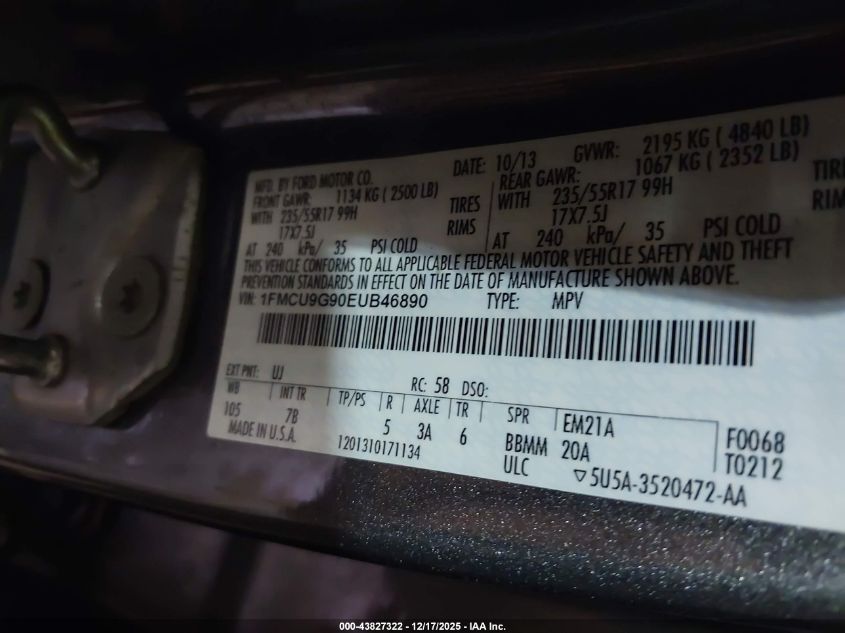 MFD. BY FORD MOTOR CO. DATE: 10/13 GVWR: 2195 KG ( 4840 LB)
FRONT GAWR: 1134 KG ( 2500 LB) REAR GAWR: 1067 KG ( 2352 LB)
WITH 235/55R17 99H TIRES WITH 235/55R17 99H TIRE
17X7.5J RIMS 17X7.5J RIM
AT 240 kPa/ 35 PSI COLD AT 240 kPa/ 35 PSI COLD
THIS VEHICLE CONFORMS TO ALL APPLICABLE FEDERAL MOTOR VEHICLE SAFETY AND THEFT
PREVENTION STANDARDS IN EFFECT ON THE DATE OF MANUFACTURE SHOWN ABOVE.
VIN: 1FMCU9G90EUB46890 TYPE: MPV
EXT PNT: UJ RC: 58 DSO:
WB INT TR TP/PS R AXLE TR SPR EM21A F0068
105 7B 5 3A 6 BBMM 20A T0212
MADE IN U.S.A. 1201310171134 ULC ▽5U5A-3520472-AA
000-43827322 — 12/17/2025 - IAA Inc.